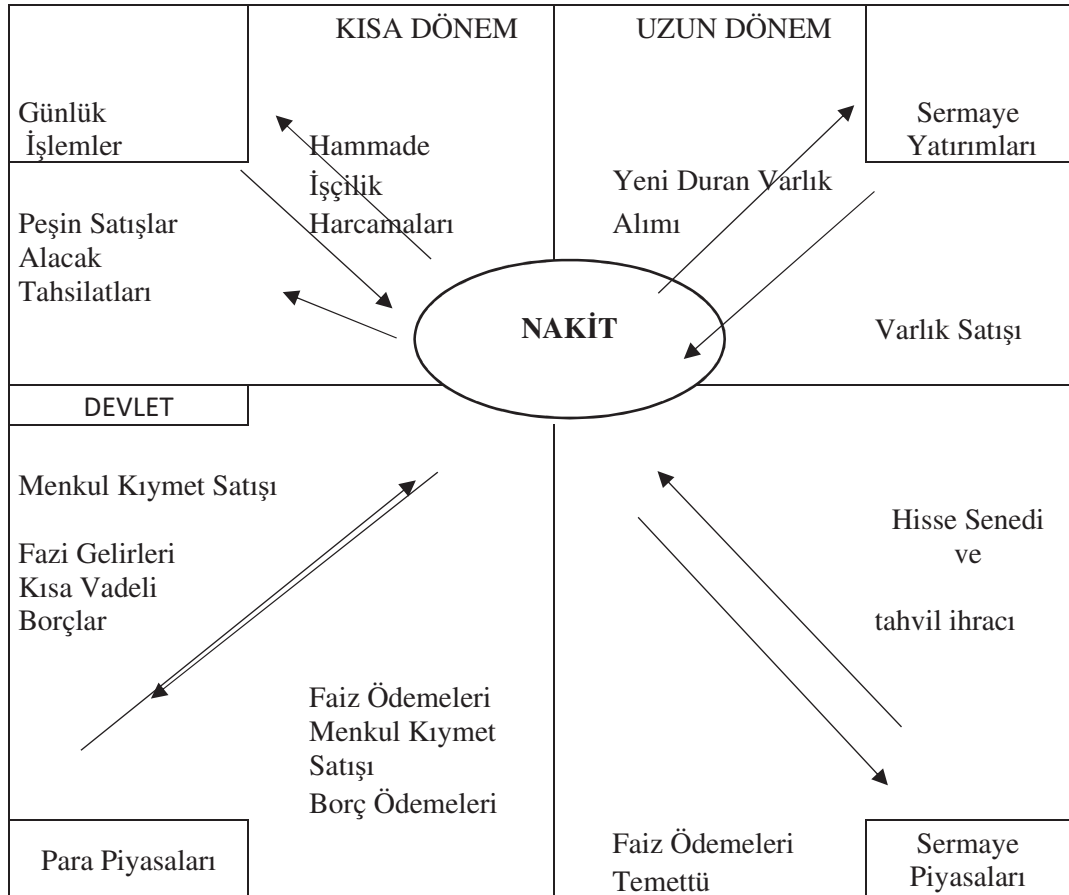 KISA DÖNEM
UZUN DÖNEM
Günlük
İşlemler
Hammade
İşçilik
Harcamaları
Yeni Duran Varlık
Alımı
Sermaye
Yatırımları
Peşin Satışlar
Alacak
Tahsilatları
NAKİT
Varlık Satışı
DEVLET
Menkul Kıymet Satışı
Fazi Gelirleri
Kısa Vadeli
Borçlar
Hisse Senedi
ve
tahvil ihracı
Faiz Ödemeleri
Menkul Kıymet
Satışı
Borç Ödemeleri
Para Piyasaları
Faiz Ödemeleri
Temettü
Sermaye
Piyasaları